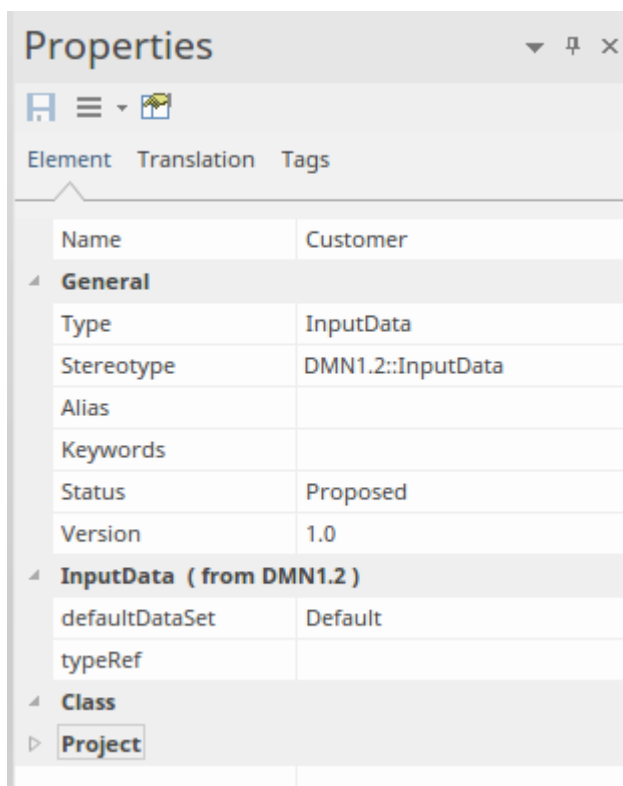 Properties
Element Translation Tags
Name Customer
General
Type InputData
Stereotype DMN1.2::InputData
Alias
Keywords
Status Proposed
Version 1.0
InputData ( from DMN1.2 )
defaultDataSet Default
typeRef
Class
Project